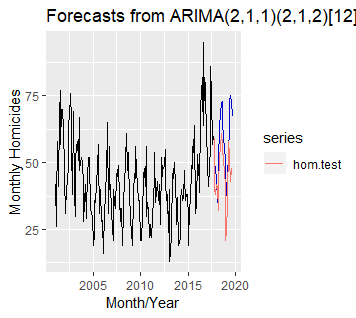 Forecasts from ARIMA(2,1,1)(2,1,2)[12]
75
50
25
Monthly Homicides
2005
2010
2015
2020
Month/Year
series
hom.test